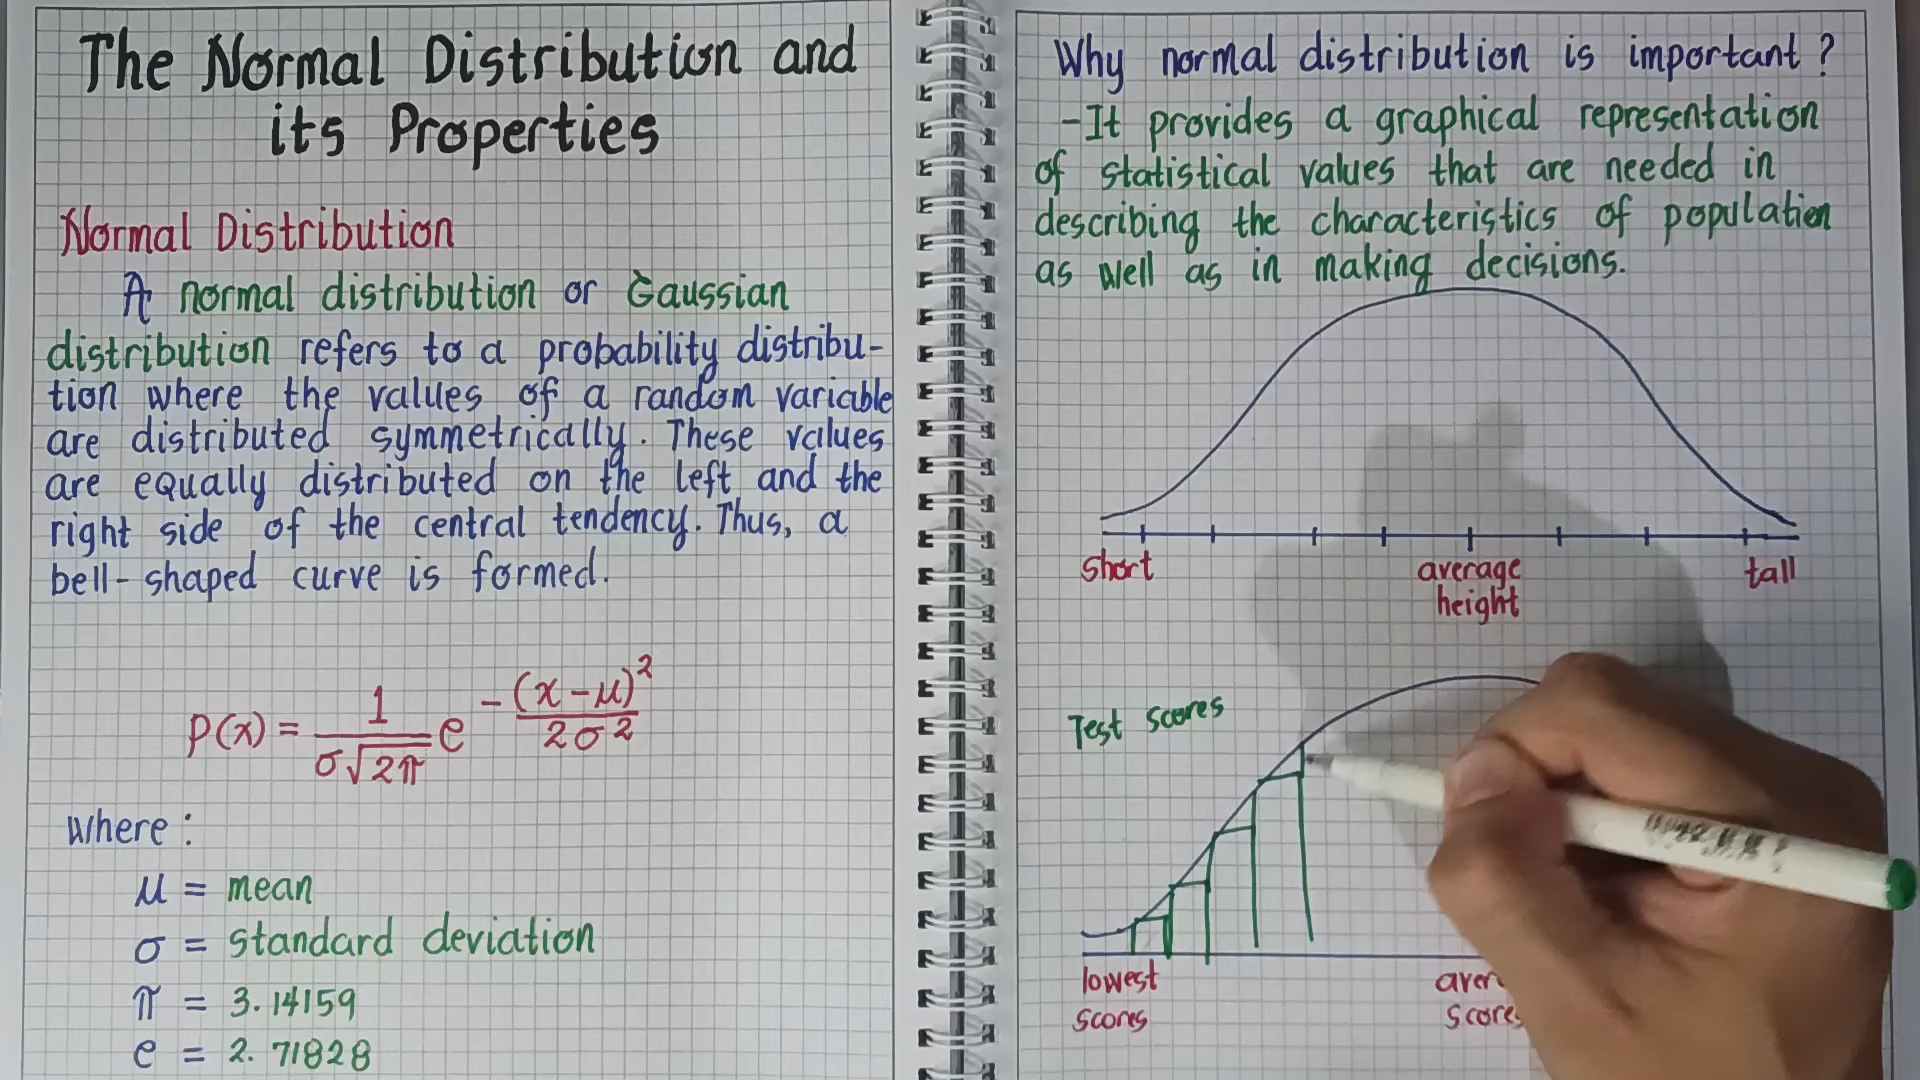 The Normal Distribution and
its Properties
Normal Distribution
A normal distribution or Gaussian
distribution refers to a probability distribu-
tion where the values of a random variable
are distributed symmetrically. These values
are equally distributed on the left and the
right side of the central tendency. Thus, a
bell-shaped curve is formed.
P(x) = 1/(σ√2π) e^(-(x-μ)²/2σ²)
where:
μ = mean
σ = standard deviation
π = 3.14159
e = 2.71828
Why normal distribution is important?
-It provides a graphical representation
of statistical values that are needed in
describing the characteristics of population
as well as in making decisions.
short average tall
height
Test scores
lowest
scores